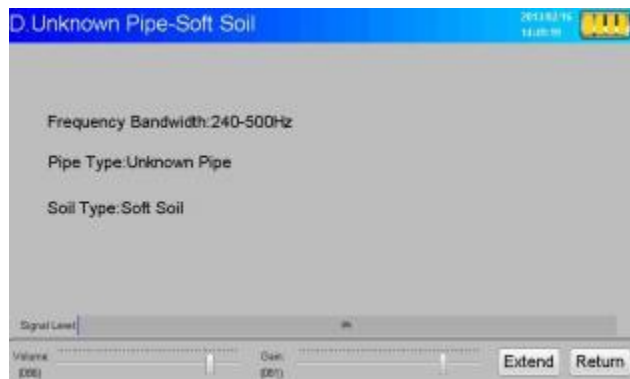 D.Unknown Pipe-Soft Soil
Frequency Bandwidth:240-500Hz
Pipe Type:Unknown Pipe
Soil Type:Soft Soil
Signal Level
Volume
Gain:
Extend
Return